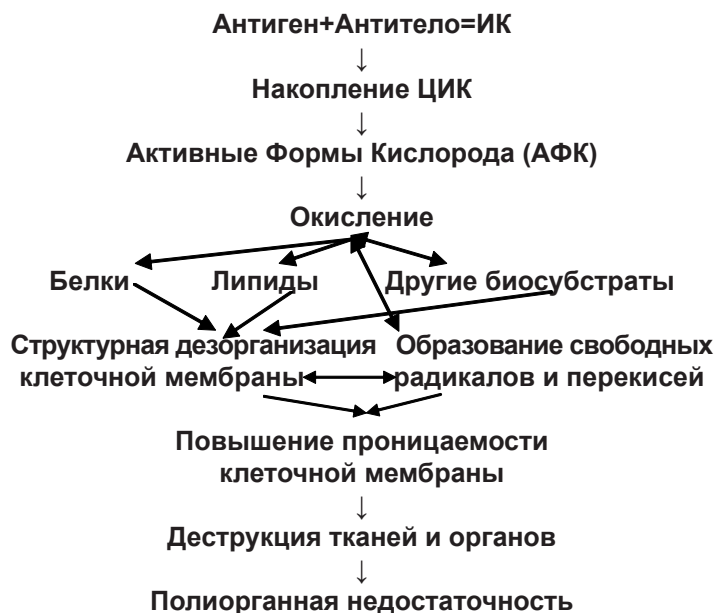 Антиген+Антитело=ИК
↓
Накопление ЦИК
↓
Активные Формы Кислорода (АФК)
↓
Окисление
Белки Липиды Другие биосубстраты
Структурная дезорганизация Образование свободных
клеточной мембраны радикалов и перекисей
Повышение проницаемости
клеточной мембраны
↓
Деструкция тканей и органов
↓
Полиорганная недостаточность